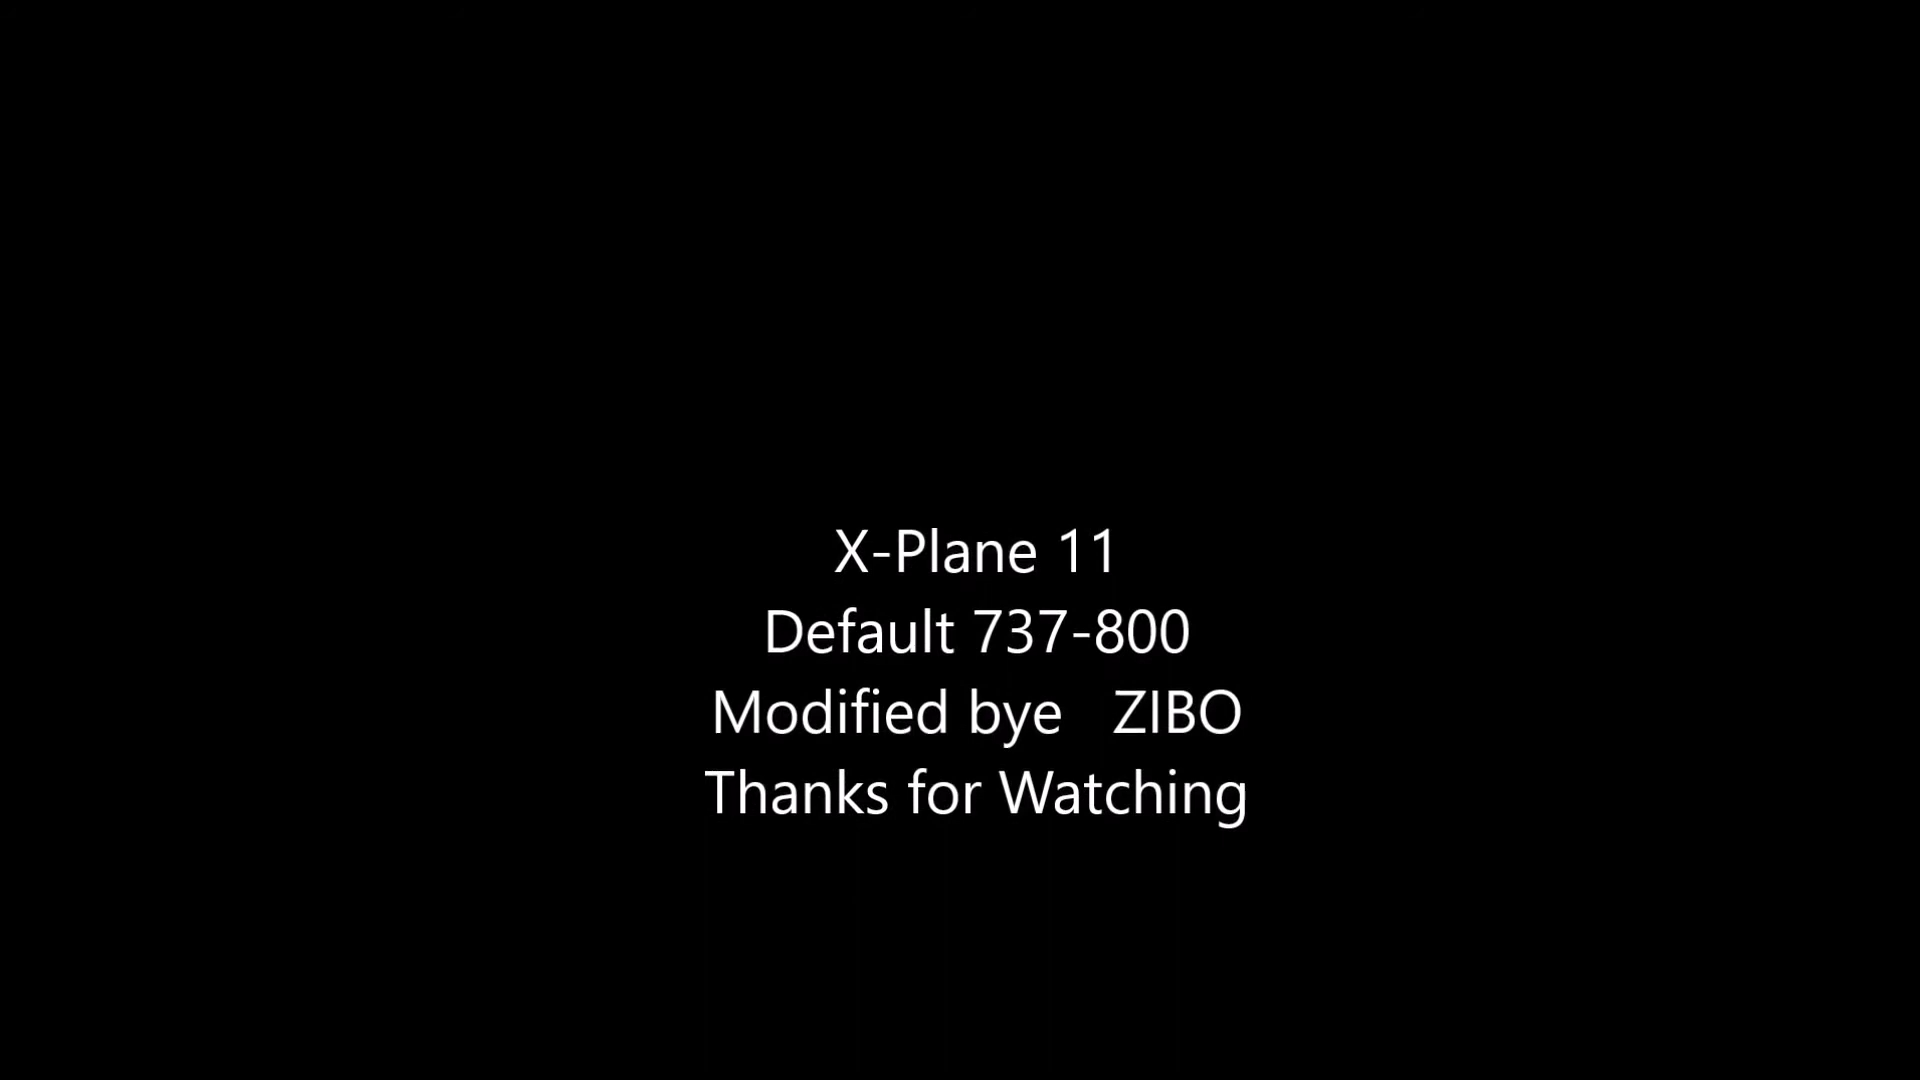 X-Plane 11
Default 737-800
Modified bye   ZIBO
Thanks for Watching